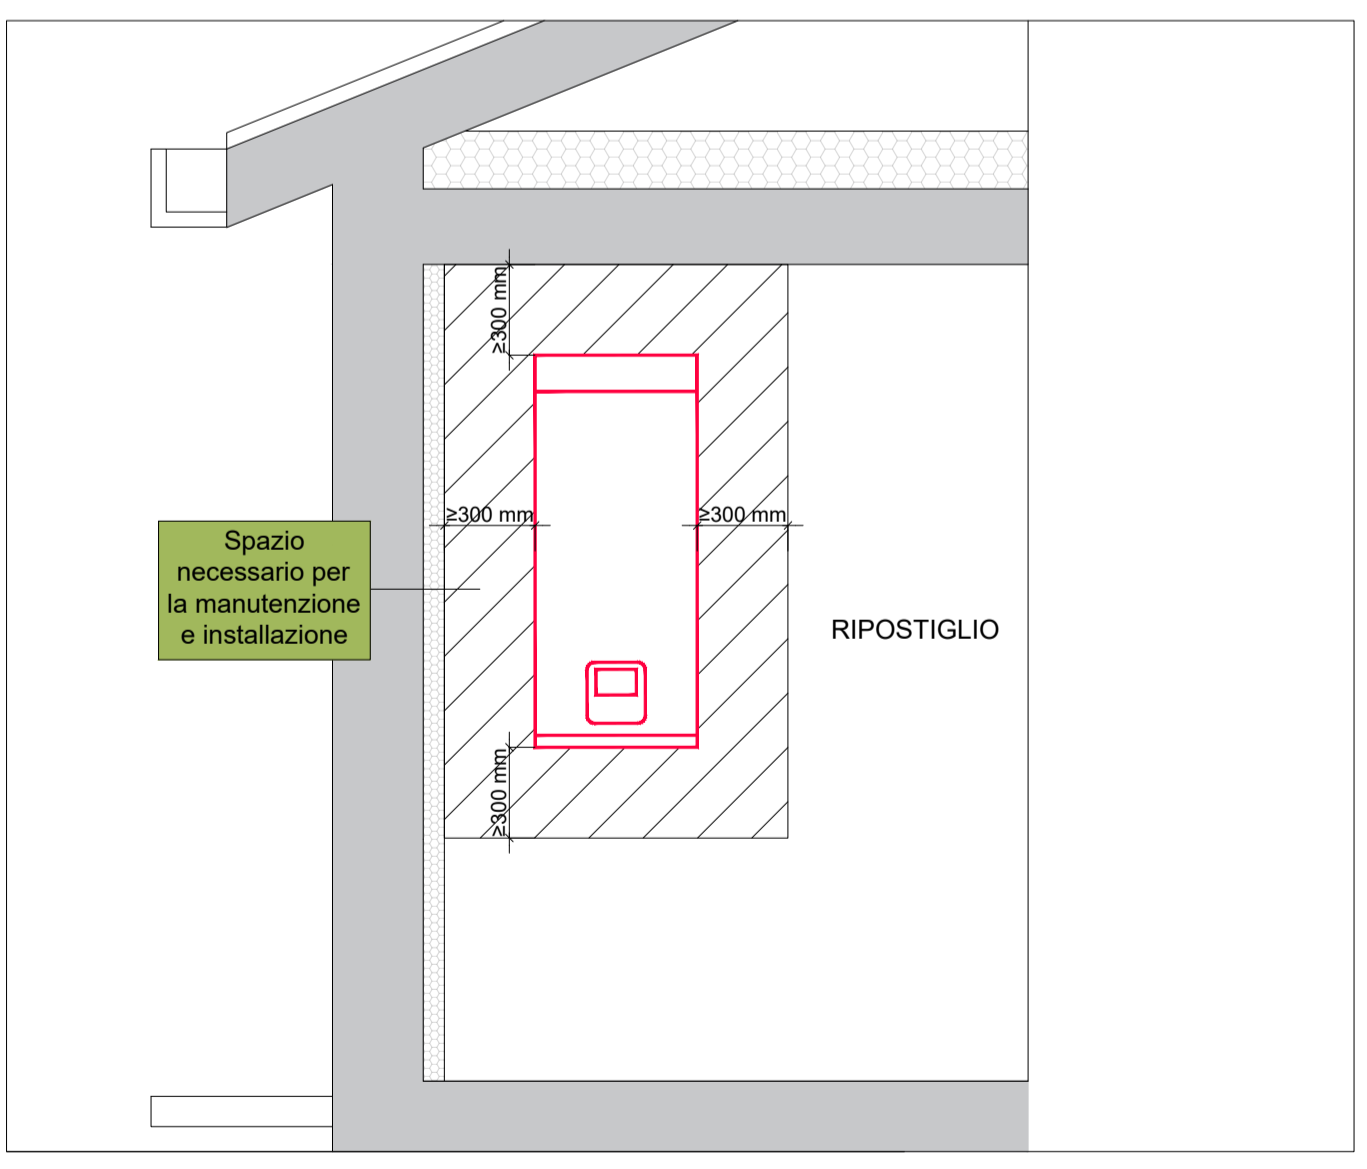 ≥300 mm
≥300 mm
≥300 mm
Spazio
necessario per
la manutenzione
e installazione
RIPOSTIGLIO
≥300 mm